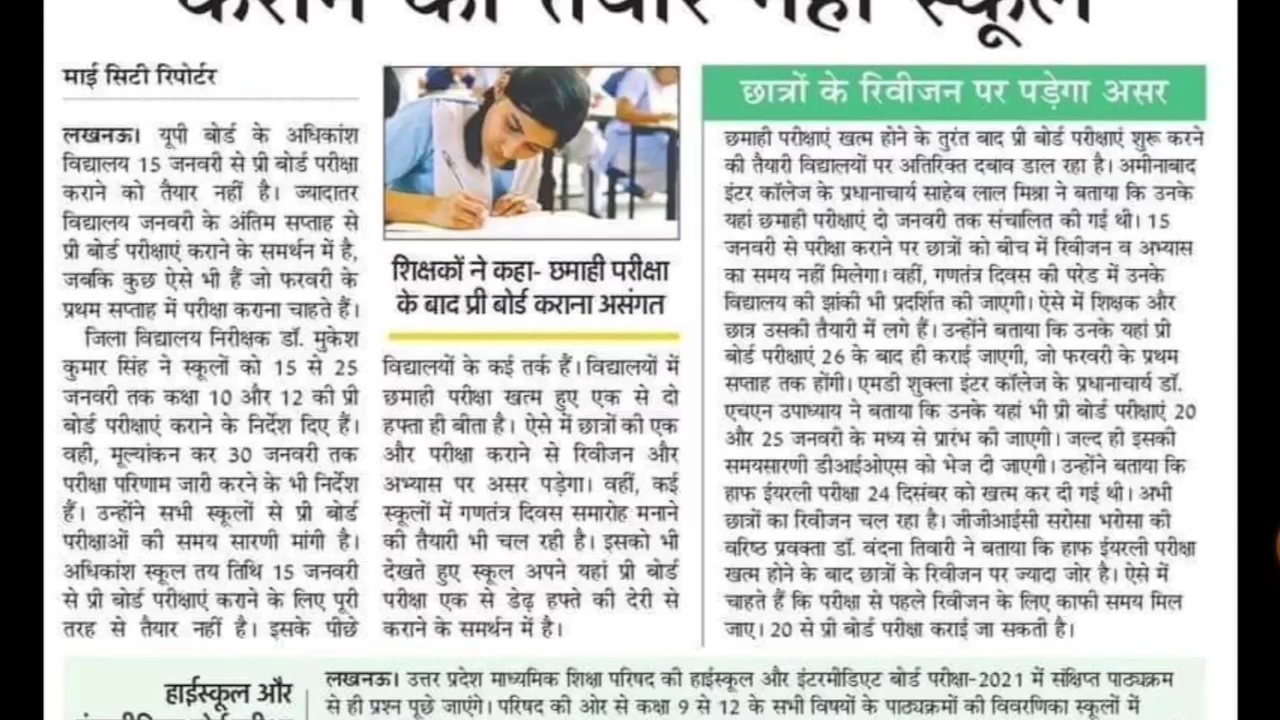 कराने को तैयार नहीं स्कूल
माई सिटी रिपोर्टर
लखनऊ। यूपी बोर्ड के अधिकांश
विद्यालय 15 जनवरी से प्री बोर्ड परीक्षा
कराने को तैयार नहीं है। ज्यादातर
विद्यालय जनवरी के अंतिम सप्ताह से
प्री बोर्ड परीक्षाएं कराने के समर्थन में है,
जबकि कुछ ऐसे भी हैं जो फरवरी के
प्रथम सप्ताह में परीक्षा कराना चाहते हैं।
जिला विद्यालय निरीक्षक डॉ. मुकेश
कुमार सिंह ने स्कूलों को 15 से 25
जनवरी तक कक्षा 10 और 12 की प्री
बोर्ड परीक्षाएं कराने के निर्देश दिए हैं।
वही, मूल्यांकन कर 30 जनवरी तक
परीक्षा परिणाम जारी करने के भी निर्देश
हैं। उन्होंने सभी स्कूलों से प्री बोर्ड
परीक्षाओं की समय सारणी मांगी है।
अधिकांश स्कूल तय तिथि 15 जनवरी
से प्री बोर्ड परीक्षाएं कराने के लिए पूरी
तरह से तैयार नहीं है। इसके पीछे
शिक्षकों ने कहा- छमाही परीक्षा
के बाद प्री बोर्ड कराना असंगत
विद्यालयों के कई तर्क हैं। विद्यालयों में
छमाही परीक्षा खत्म हुए एक से दो
हफ्ता ही बीता है। ऐसे में छात्रों की एक
और परीक्षा कराने से रिवीजन और
अभ्यास पर असर पड़ेगा। वहीं, कई
स्कूलों में गणतंत्र दिवस समारोह मनाने
की तैयारी भी चल रही है। इसको भी
देखते हुए स्कूल अपने यहां प्री बोर्ड
परीक्षा एक से डेढ़ हफ्ते की देरी से
कराने के समर्थन में है।
छात्रों के रिवीजन पर पड़ेगा असर
छमाही परीक्षाएं खत्म होने के तुरंत बाद प्री बोर्ड परीक्षाएं शुरू करने
की तैयारी विद्यालयों पर अतिरिक्त दबाव डाल रहा है। अमीनाबाद
इंटर कॉलेज के प्रधानाचार्य साहेब लाल मिश्रा ने बताया कि उनके
यहां छमाही परीक्षाएं दो जनवरी तक संचालित की गई थी। 15
जनवरी से परीक्षा कराने पर छात्रों को बीच में रिवीजन व अभ्यास
का समय नहीं मिलेगा। वहीं, गणतंत्र दिवस की परेड में उनके
विद्यालय की झांकी भी प्रदर्शित की जाएगी। ऐसे में शिक्षक और
छात्र उसकी तैयारी में लगे हैं। उन्होंने बताया कि उनके यहां प्री
बोर्ड परीक्षाएं 26 के बाद ही कराई जाएगी, जो फरवरी के प्रथम
सप्ताह तक होंगी। एमडी शुक्ला इंटर कॉलेज के प्रधानाचार्य डॉ.
एचएन उपाध्याय ने बताया कि उनके यहां भी प्री बोर्ड परीक्षाएं 20
और 25 जनवरी के मध्य से प्रारंभ की जाएगी। जल्द ही इसकी
समयसारणी डीआईओएस को भेज दी जाएगी। उन्होंने बताया कि
हाफ ईयरली परीक्षा 24 दिसंबर को खत्म कर दी गई थी। अभी
छात्रों का रिवीजन चल रहा है। जीजीआईसी सरोसा भरोसा की
वरिष्ठ प्रवक्ता डॉ. वंदना तिवारी ने बताया कि हाफ ईयरली परीक्षा
खत्म होने के बाद छात्रों के रिवीजन पर ज्यादा जोर है। ऐसे में
चाहते हैं कि परीक्षा से पहले रिवीजन के लिए काफी समय मिल
जाए। 20 से प्री बोर्ड परीक्षा कराई जा सकती है।
हाईस्कूल और
लखनऊ। उत्तर प्रदेश माध्यमिक शिक्षा परिषद की हाईस्कूल और इंटरमीडिएट बोर्ड परीक्षा-2021 में संक्षिप्त पाठ्यक्रम
से ही प्रश्न पूछे जाएंगे। परिषद की ओर से कक्षा 9 से 12 के सभी विषयों के पाठ्यक्रमों की विवरणिका स्कूलों में